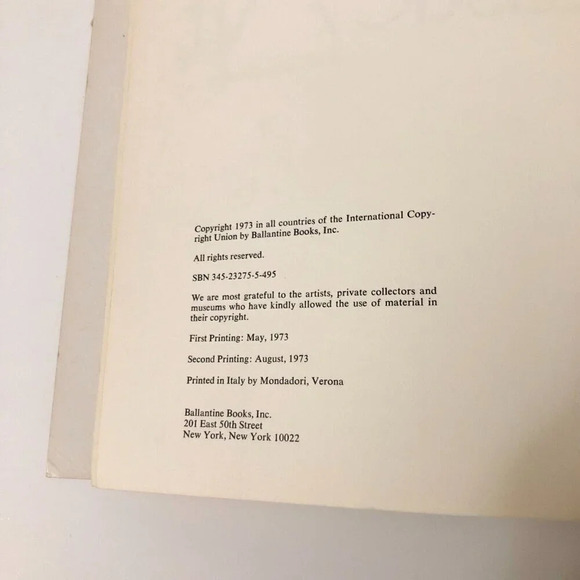 Copyright 1973 in all countries of the International Copy-
right Union by Ballantine Books, Inc.
All rights reserved.
SBN 345-23275-5-495
We are most grateful to the artists, private collectors and
museums who have kindly allowed the use of material in
their copyright.
First Printing: May, 1973
Second Printing: August, 1973
Printed in Italy by Mondadori, Verona
Ballantine Books, Inc.
201 East 50th Street
New York, New York 10022